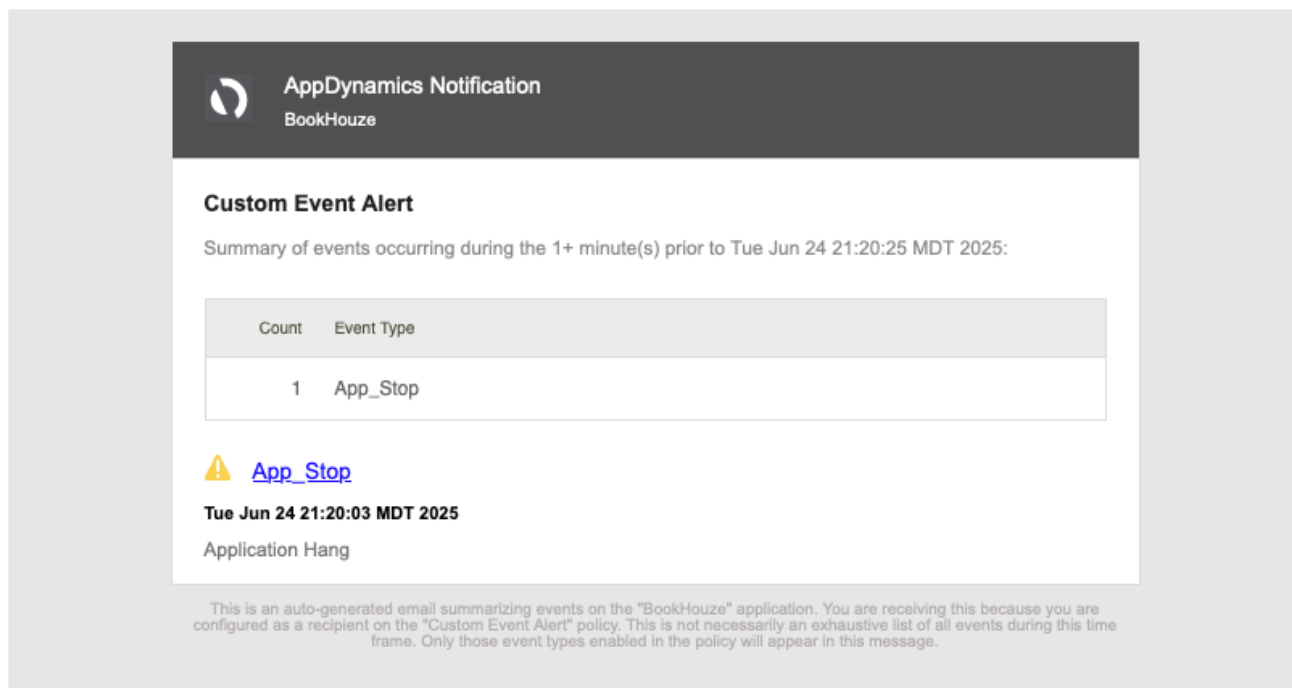 AppDynamics Notification
BookHouze
Custom Event Alert
Summary of events occurring during the 1+ minute(s) prior to Tue Jun 24 21:20:25 MDT 2025:
Count Event Type
1 App_Stop
App_Stop
Tue Jun 24 21:20:03 MDT 2025
Application Hang
This is an auto-generated email summarizing events on the "BookHouze" application. You are receiving this because you are
configured as a recipient on the "Custom Event Alert" policy. This is not necessarily an exhaustive list of all events during this time
frame. Only those event types enabled in the policy will appear in this message.